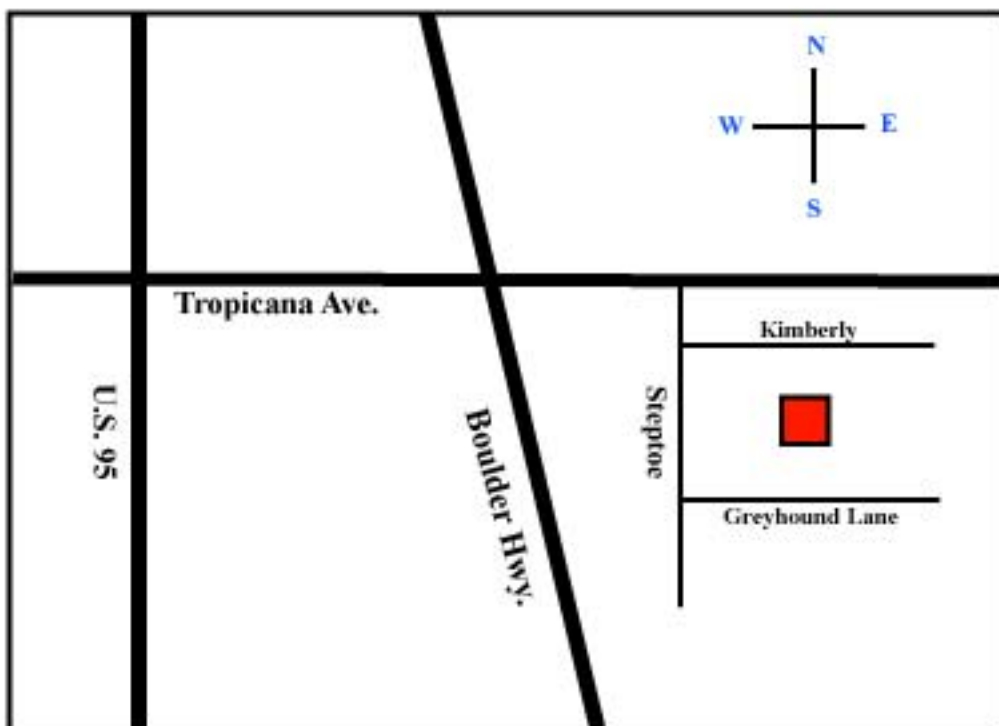 N
W
E
S
Tropicana Ave.
Kimberly
U.S. 95
Boulder Hwy.
Steptoe
Greyhound Lane